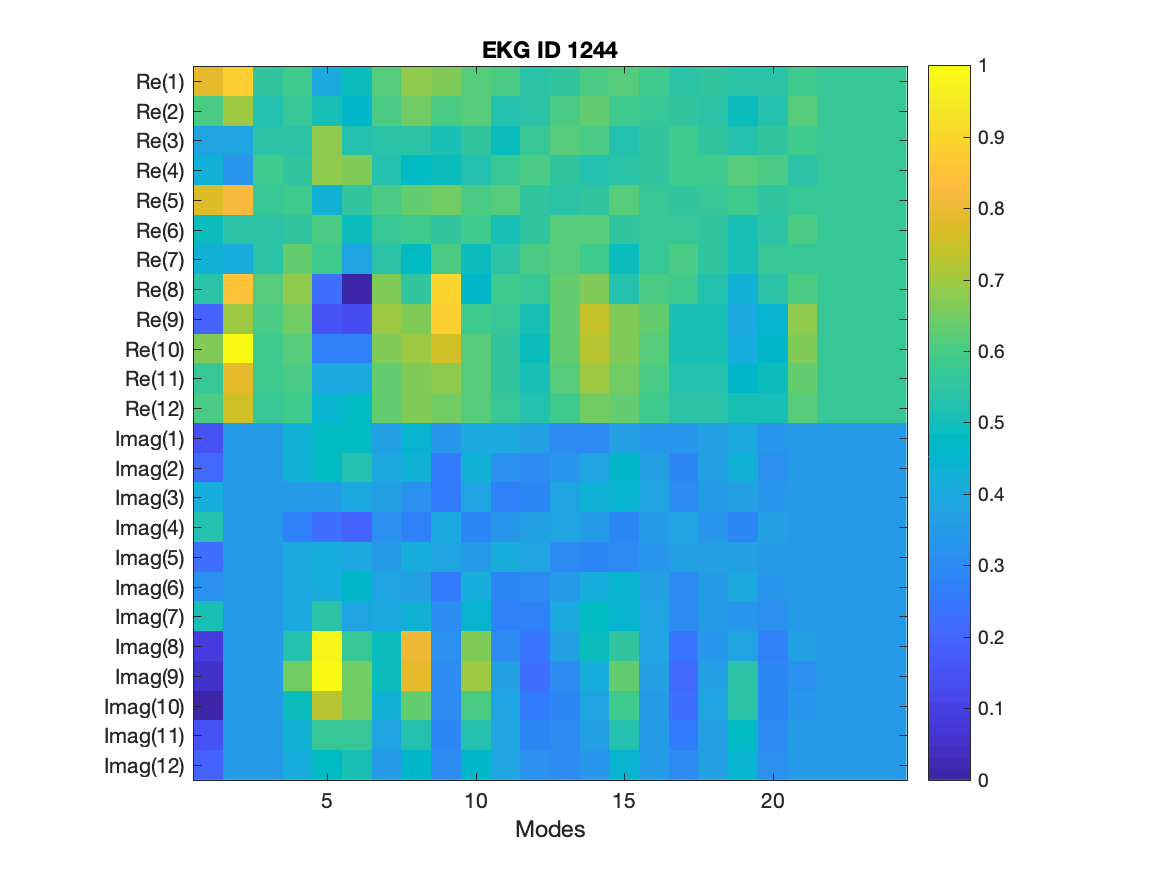 EKG ID 1244
Re(1)
Re(2)
Re(3)
Re(4)
Re(5)
Re(6)
Re(7)
Re(8)
Re(9)
Re(10)
Re(11)
Re(12)
Imag(1)
Imag(2)
Imag(3)
Imag(4)
Imag(5)
Imag(6)
Imag(7)
Imag(8)
Imag(9)
Imag(10)
Imag(11)
Imag(12)
5 10 15 20
Modes
1
0.9
0.8
0.7
0.6
0.5
0.4
0.3
0.2
0.1
0